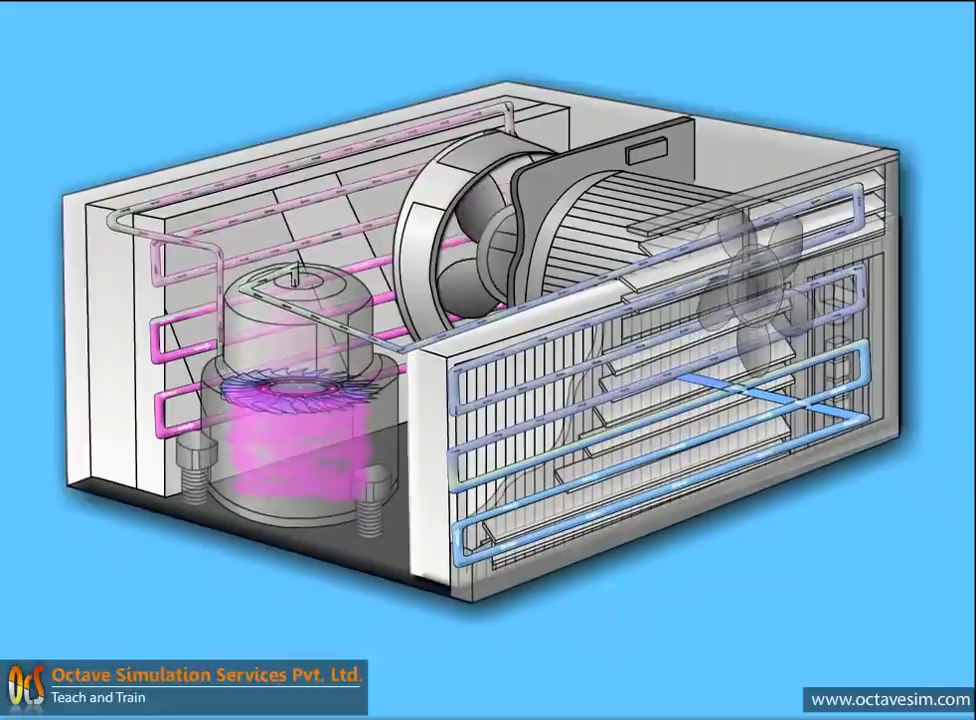 OcS
Octave Simulation Services Pvt. Ltd.
Teach and Train
www.octavesim.com